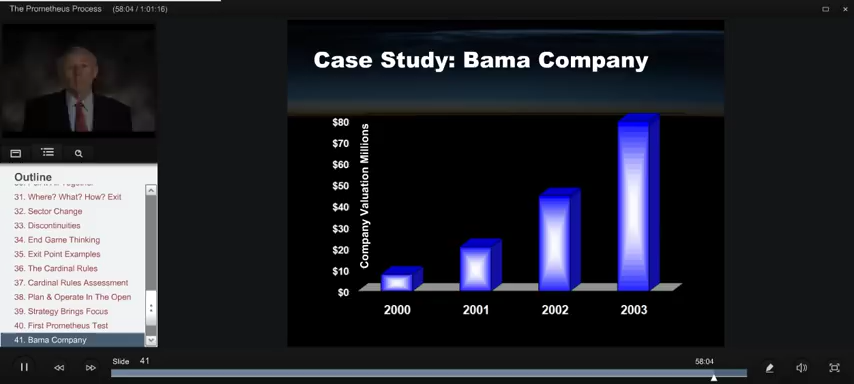 The Prometheus Process (58:04 / 1:01:16)
Case Study: Bama Company
Company Valuation Millions
$80
$70
$60
$50
$40
$30
$20
$10
$0
2000 2001 2002 2003
Outline
31. Where? What? How? Exit
32. Sector Change
33. Discontinuities
34. End Game Thinking
35. Exit Point Examples
36. The Cardinal Rules
37. Cardinal Rules Assessment
38. Plan & Operate In The Open
39. Strategy Brings Focus
40. First Prometheus Test
41. Bama Company
Slide 41
58:04